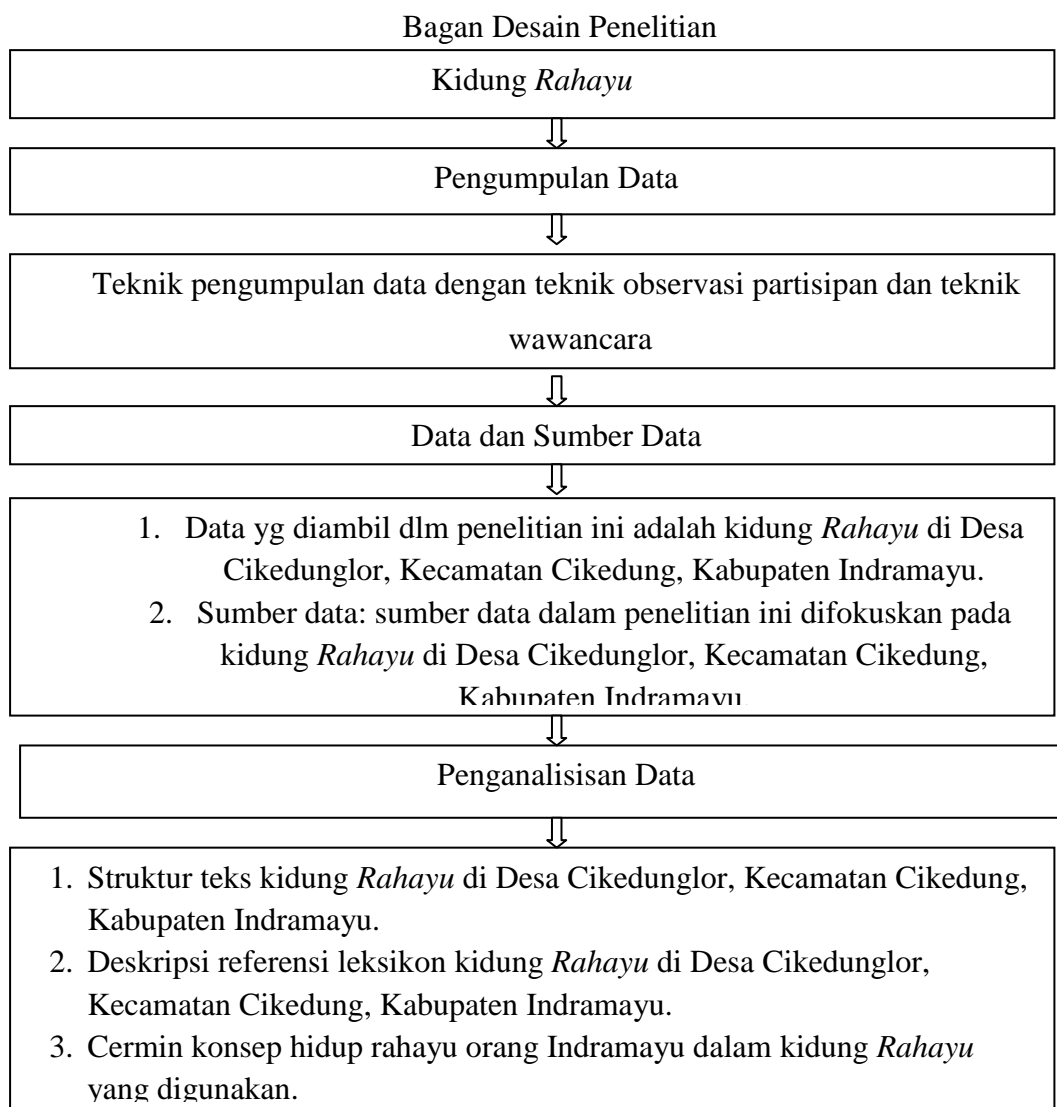 Bagan Desain Penelitian
Kidung Rahayu
Pengumpulan Data
Teknik pengumpulan data dengan teknik observasi partisipan dan teknik
wawancara
Data dan Sumber Data
1. Data yg diambil dlm penelitian ini adalah kidung Rahayu di Desa
Cikedunglor, Kecamatan Cikedung, Kabupaten Indramayu.
2. Sumber data: sumber data dalam penelitian ini difokuskan pada
kidung Rahayu di Desa Cikedunglor, Kecamatan Cikedung,
Kabupaten Indramayu.
Penganalisisan Data
1. Struktur teks kidung Rahayu di Desa Cikedunglor, Kecamatan Cikedung,
Kabupaten Indramayu.
2. Deskripsi referensi leksikon kidung Rahayu di Desa Cikedunglor,
Kecamatan Cikedung, Kabupaten Indramayu.
3. Cermin konsep hidup rahayu orang Indramayu dalam kidung Rahayu
yang digunakan.